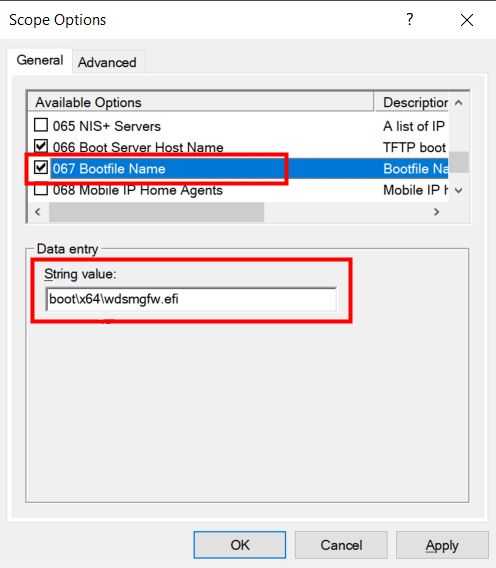 Scope Options
General
Advanced
Available Options Description
065 NIS+ Servers A list of IP
066 Boot Server Host Name TFTP boot
067 Bootfile Name Bootfile Na
068 Mobile IP Home Agents Mobile IP h
Data entry
String value:
boot\x64\wdsmgfw.efi
OK Cancel Apply